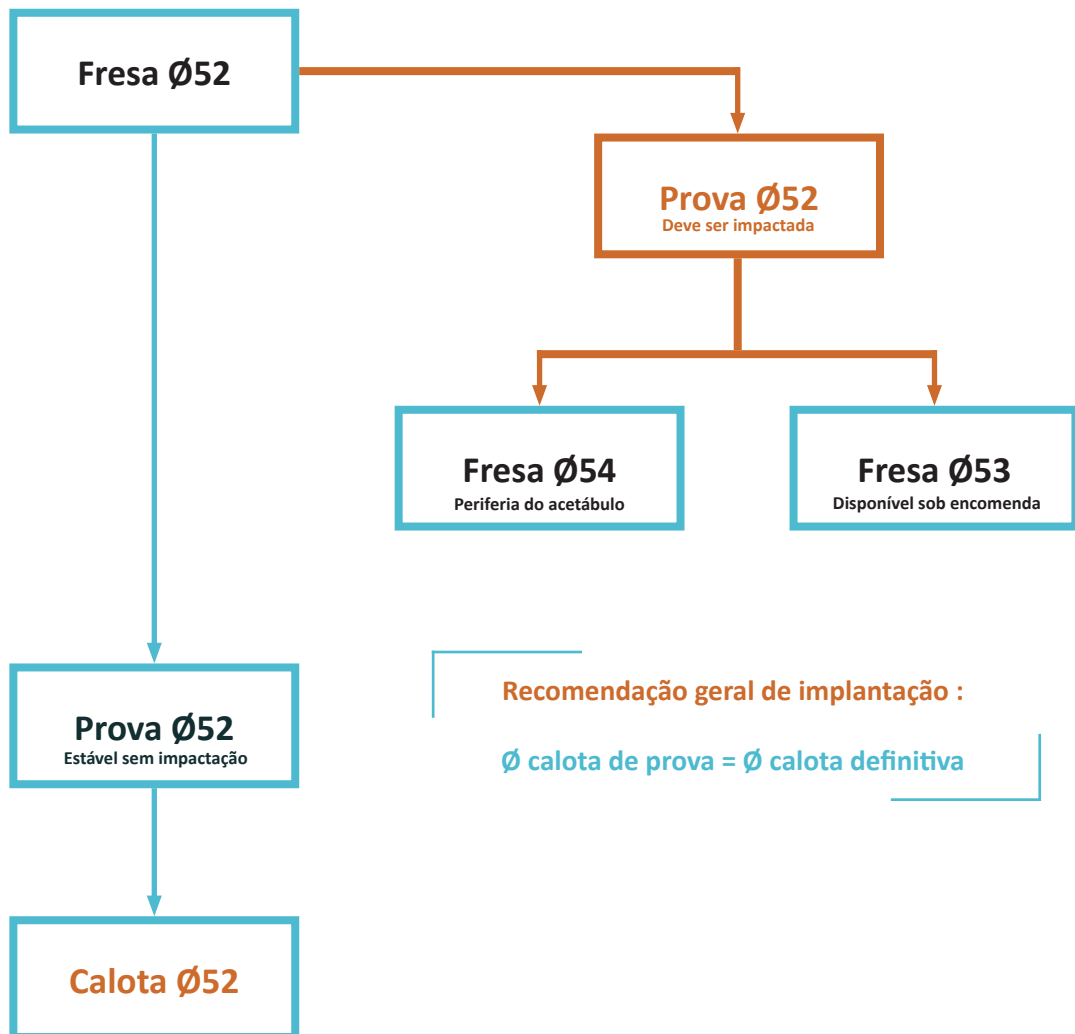 Fresa Ø52
Prova Ø52
Deve ser impactada
Fresa Ø54
Periferia do acetábulo
Fresa Ø53
Disponível sob encomenda
Prova Ø52
Estável sem impactação
Recomendação geral de implantação :
Ø calota de prova = Ø calota definitiva
Calota Ø52